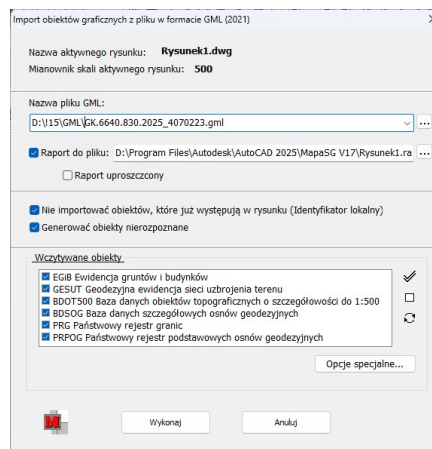 Import obiektów graficznych z pliku w formacie GML (2021)
Nazwa aktywnego rysunku: Rysunek1.dwg
Mianownik skali aktywnego rysunku: 500
Nazwa pliku GML:
D:\!15\GML\GK.6640.830.2025_4070223.gml
...
Raport do pliku: D:\Program Files\Autodesk\AutoCAD 2025\MapaSG V17\Rysunek1.ra
...
Raport uproszczony
Nie importować obiektów, które już występują w rysunku (Identyfikator lokalny)
Generować obiekty nierozpoznane
Wczytywane obiekty
EGiB Ewidencja gruntów i budynków
GESUT Geodezyjna ewidencja sieci uzbrojenia terenu
BDOT500 Baza danych obiektów topograficznych o szczegółowości do 1:500
BDSOG Baza danych szczegółowych osnów geodezyjnych
PRG Państwowy rejestr granic
PRPOG Państwowy rejestr podstawowych osnów geodezyjnych
Opcje specjalne...
M
Wykonaj
Anuluj